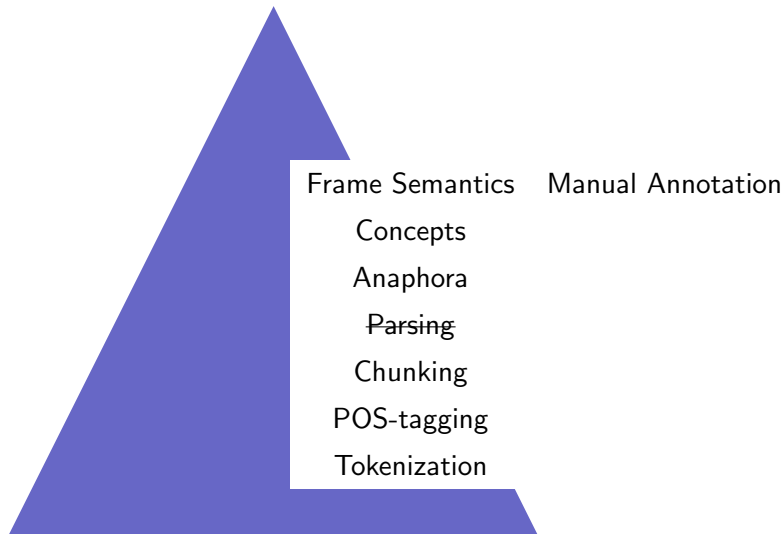 Frame Semantics Manual Annotation
Concepts
Anaphora
Parsing
Chunking
POS-tagging
Tokenization